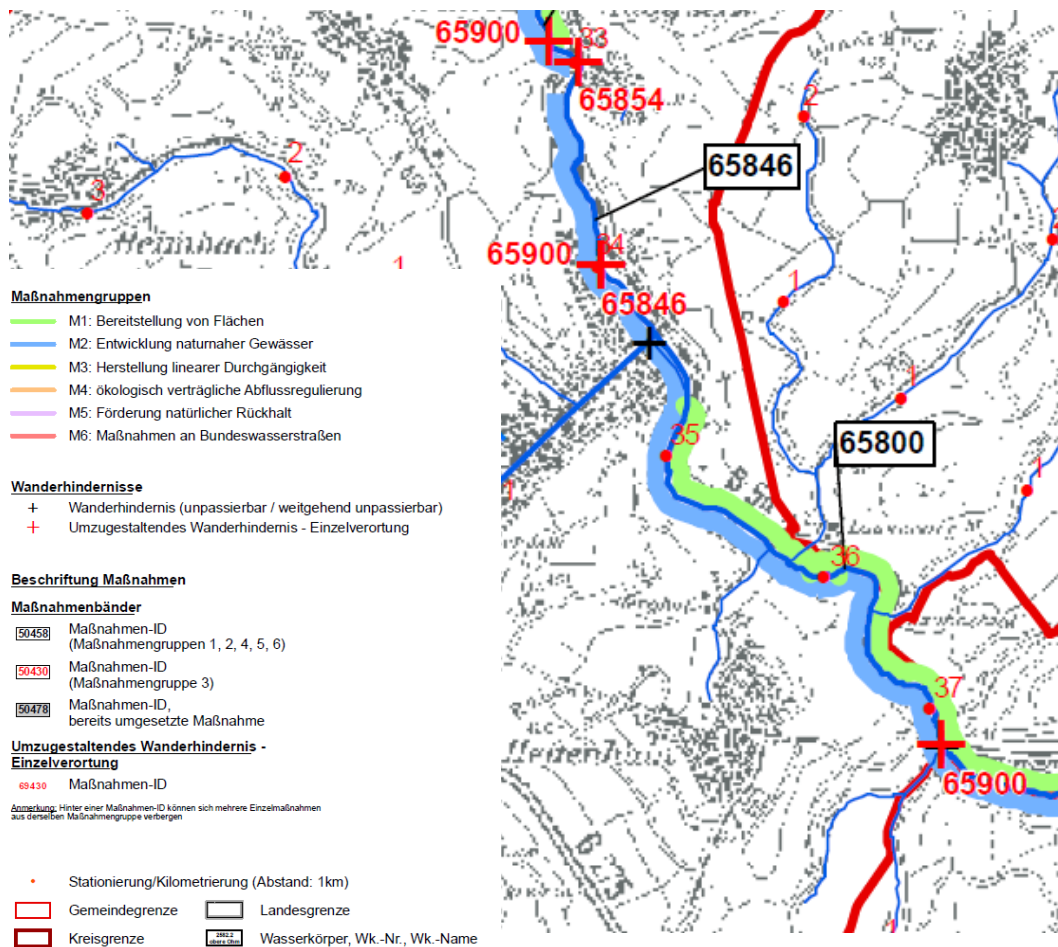 65900
33
65854
2
65846
2
3
34
65900
1
65846
1
1
35
65800
1
1
36
37
65900
Maßnahmengruppen
M1: Bereitstellung von Flächen
M2: Entwicklung naturnaher Gewässer
M3: Herstellung linearer Durchgängigkeit
M4: ökologisch verträgliche Abflussregulierung
M5: Förderung natürlicher Rückhalt
M6: Maßnahmen an Bundeswasserstraßen
Wanderhindernisse
Wanderhindernis (unpassierbar / weitgehend unpassierbar)
Umzugestaltendes Wanderhindernis - Einzelverortung
Beschriftung Maßnahmen
Maßnahmenbänder
50458 Maßnahmen-ID
(Maßnahmengruppen 1, 2, 4, 5, 6)
50430 Maßnahmen-ID
(Maßnahmengruppe 3)
50478 Maßnahmen-ID,
bereits umgesetzte Maßnahme
Umzugestaltendes Wanderhindernis -
Einzelverortung
69430 Maßnahmen-ID
Anmerkung: Hinter einer Maßnahmen-ID können sich mehrere Einzelmaßnahmen
aus derselben Maßnahmengruppe verbergen
Stationierung/Kilometrierung (Abstand: 1km)
Gemeindegrenze Landesgrenze
Kreisgrenze 2582.2 Wasserkörper, Wk.-Nr., Wk.-Name
obere Ohm